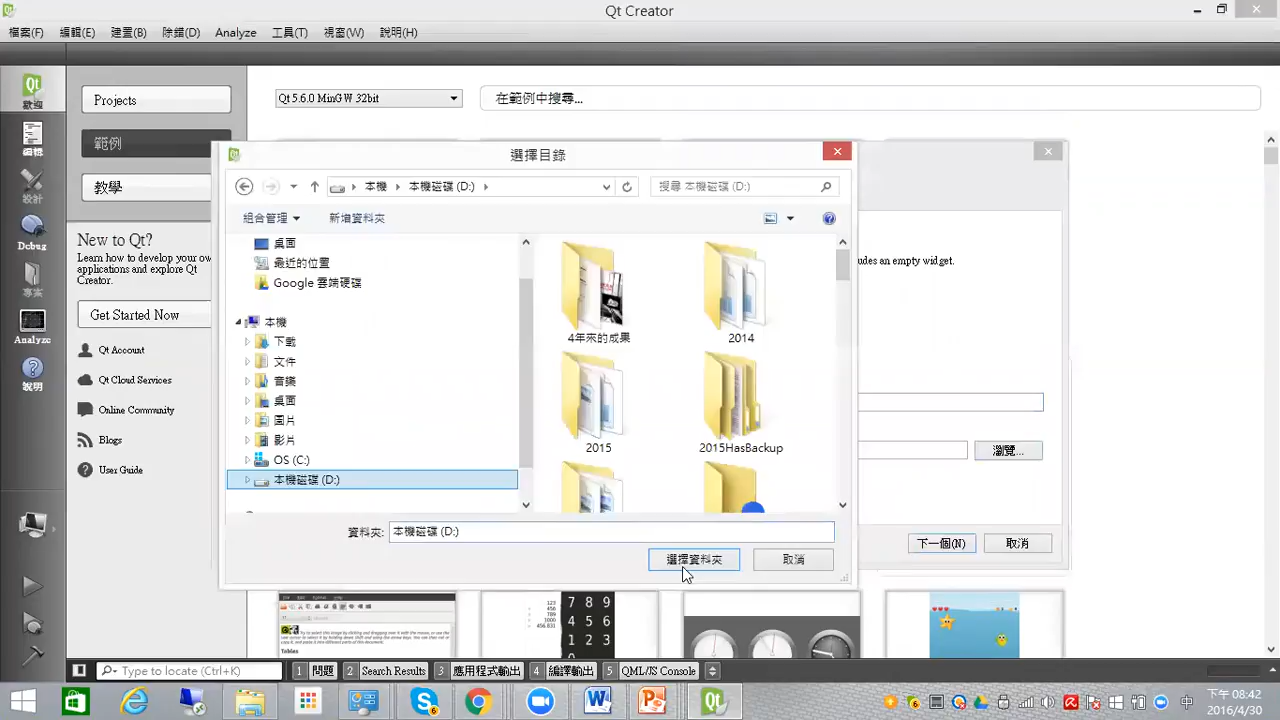 Qt Creator
檔案(F) 編輯(E) 建置(B) 除錯(D) Analyze 工具(T) 視窗(W) 說明(H)
Qt
歡迎
編輯
設計
Debug
專案
Analyze
說明
Projects
範例
教學
Qt 5.6.0 MinGW 32bit
在範例中搜尋...
New to Qt?
Learn how to develop your ow
applications and explore Qt
Creator.
Get Started Now
Qt Account
Qt Cloud Services
Online Community
Blogs
User Guide
選擇目錄
本機 本機磁碟 (D:)
搜尋 本機磁碟 (D:)
組合管理 新增資料夾
桌面
最近的位置
Google 雲端硬碟
本機
下載
文件
音樂
桌面
圖片
影片
OS (C:)
本機磁碟 (D:)
4年來的成果
2014
2015
2015HasBackup
資料夾: 本機磁碟 (D:)
選擇資料夾 取消
udes an empty widget.
瀏覽...
下一個(N) 取消
Tables
123
456
789
1000
456.831
7 8 9
4 5 6
1 2 3
Type to locate (Ctrl+K) 1 問題 2 Search Results 3 應用程式輸出 4 編譯輸出 5 QML/JS Console
中
下午 08:42
2016/4/30